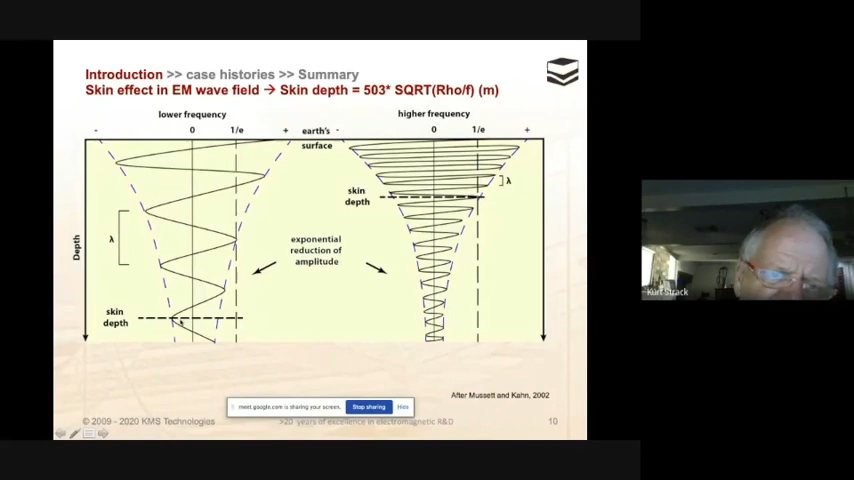 Introduction >> case histories >> Summary
Skin effect in EM wave field → Skin depth = 503* SQRT(Rho/f) (m)
lower frequency
higher frequency
- 0 1/e + earth's - 0 1/e +
surface
λ
skin
depth
λ
Depth
exponential
reduction of
amplitude
skin
depth
After Mussett and Kahn, 2002
meet.google.com is sharing your screen. Stop sharing Hide
© 2009 - 2020 KMS Technologies >20 years of excellence in electromagnetic R&D 10
Kurt Strack